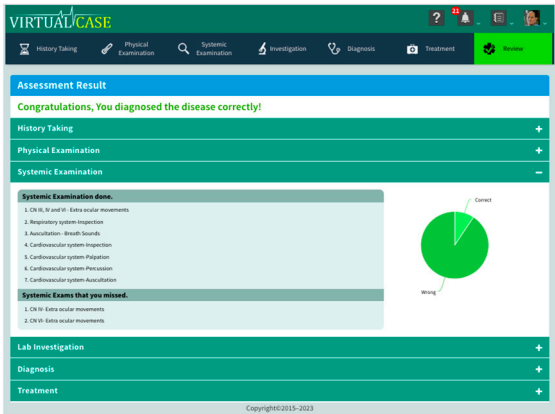 VIRTUAL CASE
?
21
History Taking
Physical
Examination
Systemic
Examination
Investigation
Diagnosis
Treatment
Review
Assessment Result
Congratulations, You diagnosed the disease correctly!
History Taking
Physical Examination
Systemic Examination
Systemic Examination done.
1. CN III, IV and VI - Extra ocular movements
2. Respiratory system-Inspection
3. Auscultation - Breath Sounds
4. Cardiovascular system-Inspection
5. Cardiovascular system-Palpation
6. Cardiovascular system-Percussion
7. Cardiovascular system-Auscultation
Systemic Exams that you missed.
1. CN IV- Extra ocular movements
2. CN VI- Extra ocular movements
Correct
Wrong
Lab Investigation
Diagnosis
Treatment
Copyright©2015–2023